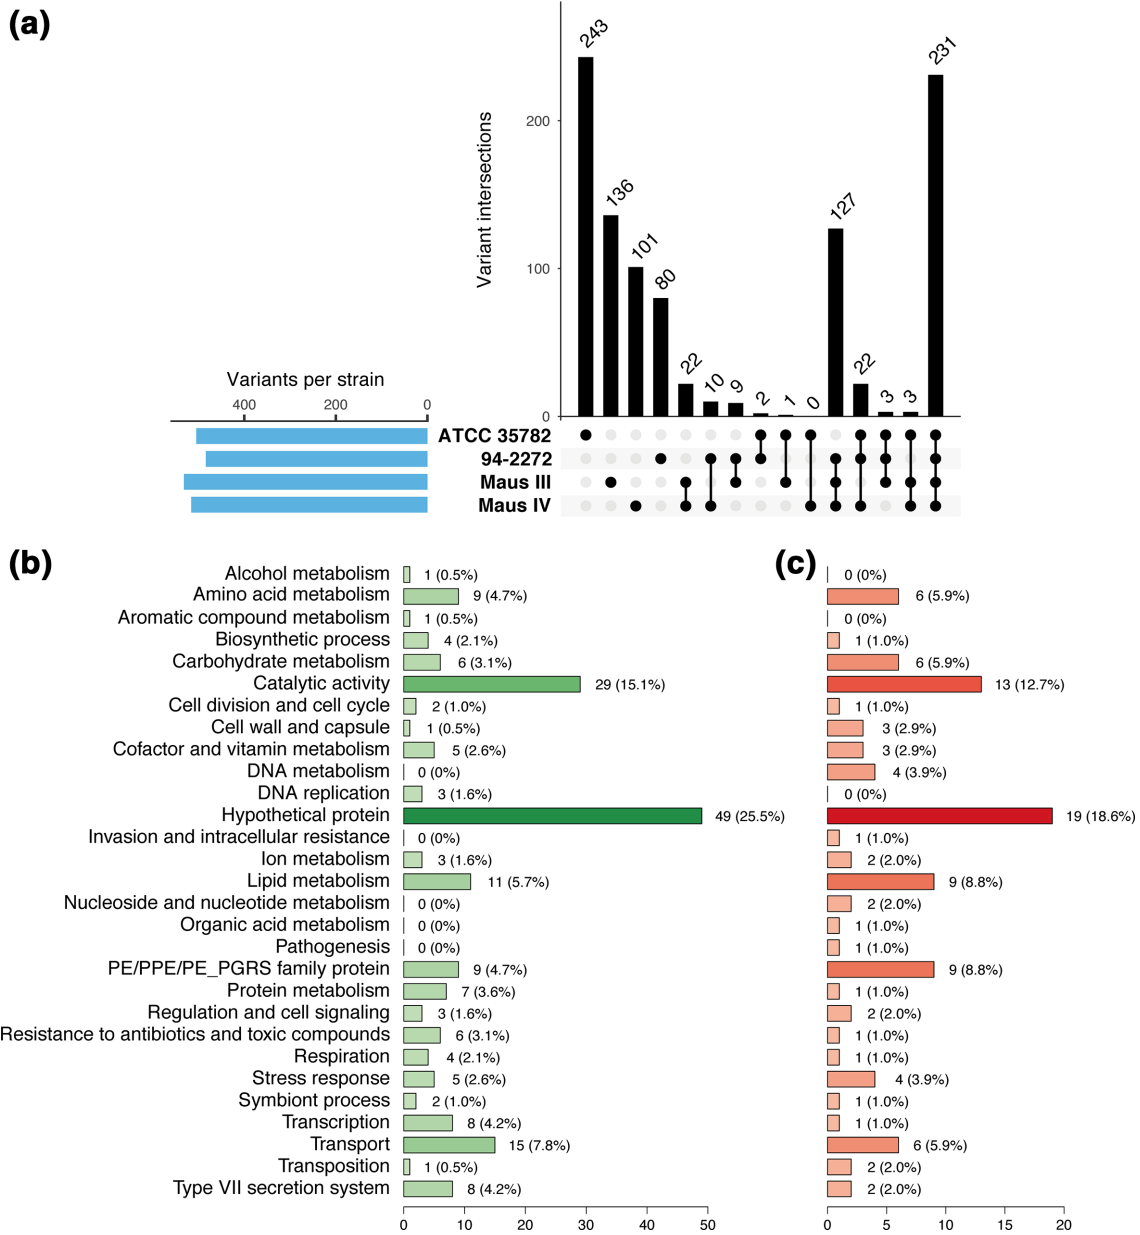 (a)
Variant intersections
200
100
0
243
136
101
80
22
10
9
2
1
0
127
22
3
3
231
Variants per strain
400 200 0
ATCC 35782
94-2272
Maus III
Maus IV
(b)
(c)
Alcohol metabolism 1 (0.5%) 0 (0%)
Amino acid metabolism 9 (4.7%) 6 (5.9%)
Aromatic compound metabolism 1 (0.5%) 0 (0%)
Biosynthetic process 4 (2.1%) 1 (1.0%)
Carbohydrate metabolism 6 (3.1%) 6 (5.9%)
Catalytic activity 29 (15.1%) 13 (12.7%)
Cell division and cell cycle 2 (1.0%) 1 (1.0%)
Cell wall and capsule 1 (0.5%) 3 (2.9%)
Cofactor and vitamin metabolism 5 (2.6%) 3 (2.9%)
DNA metabolism 0 (0%) 4 (3.9%)
DNA replication 3 (1.6%) 0 (0%)
Hypothetical protein 49 (25.5%) 19 (18.6%)
Invasion and intracellular resistance 0 (0%) 1 (1.0%)
Ion metabolism 3 (1.6%) 2 (2.0%)
Lipid metabolism 11 (5.7%) 9 (8.8%)
Nucleoside and nucleotide metabolism 0 (0%) 2 (2.0%)
Organic acid metabolism 0 (0%) 1 (1.0%)
Pathogenesis 0 (0%) 1 (1.0%)
PE/PPE/PE_PGRS family protein 9 (4.7%) 9 (8.8%)
Protein metabolism 7 (3.6%) 1 (1.0%)
Regulation and cell signaling 3 (1.6%) 2 (2.0%)
Resistance to antibiotics and toxic compounds 6 (3.1%) 1 (1.0%)
Respiration 4 (2.1%) 1 (1.0%)
Stress response 5 (2.6%) 4 (3.9%)
Symbiont process 2 (1.0%) 1 (1.0%)
Transcription 8 (4.2%) 1 (1.0%)
Transport 15 (7.8%) 6 (5.9%)
Transposition 1 (0.5%) 2 (2.0%)
Type VII secretion system 8 (4.2%) 2 (2.0%)
0 10 20 30 40 50
0 5 10 15 20